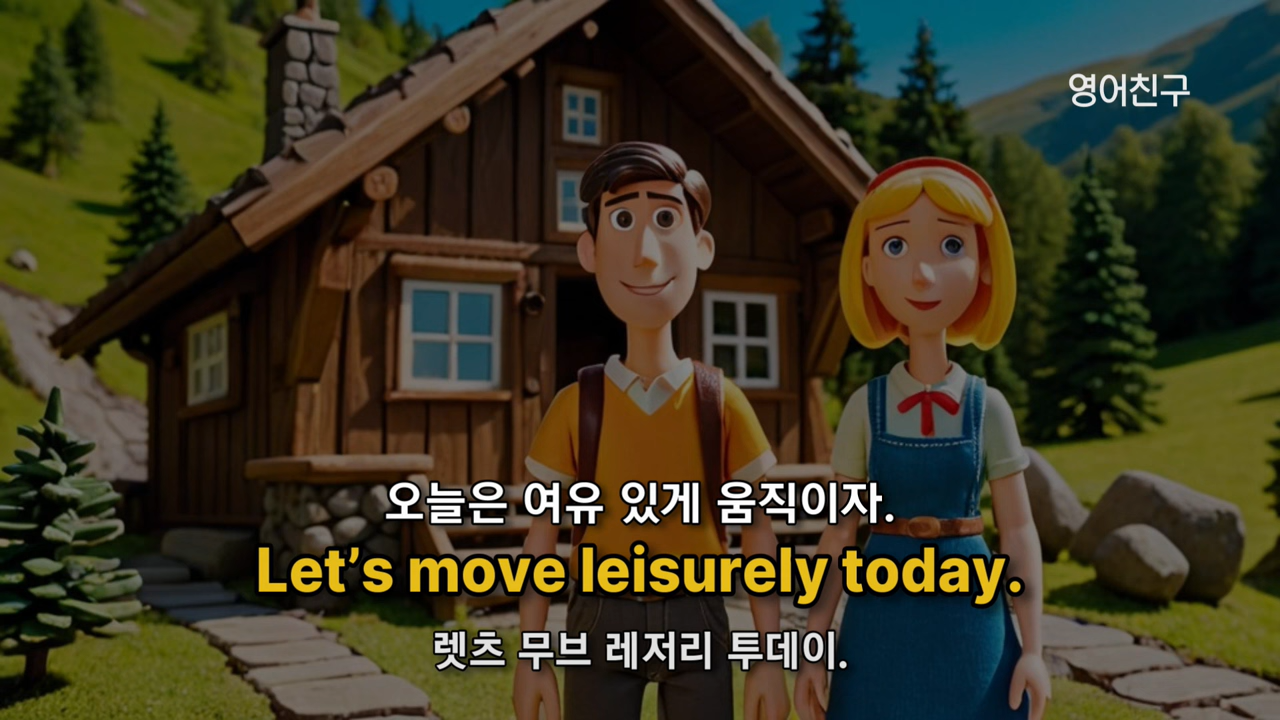 영어친구
오늘은 여유 있게 움직이자.
Let's move leisurely today.
렛츠 무브 레저리 투데이.